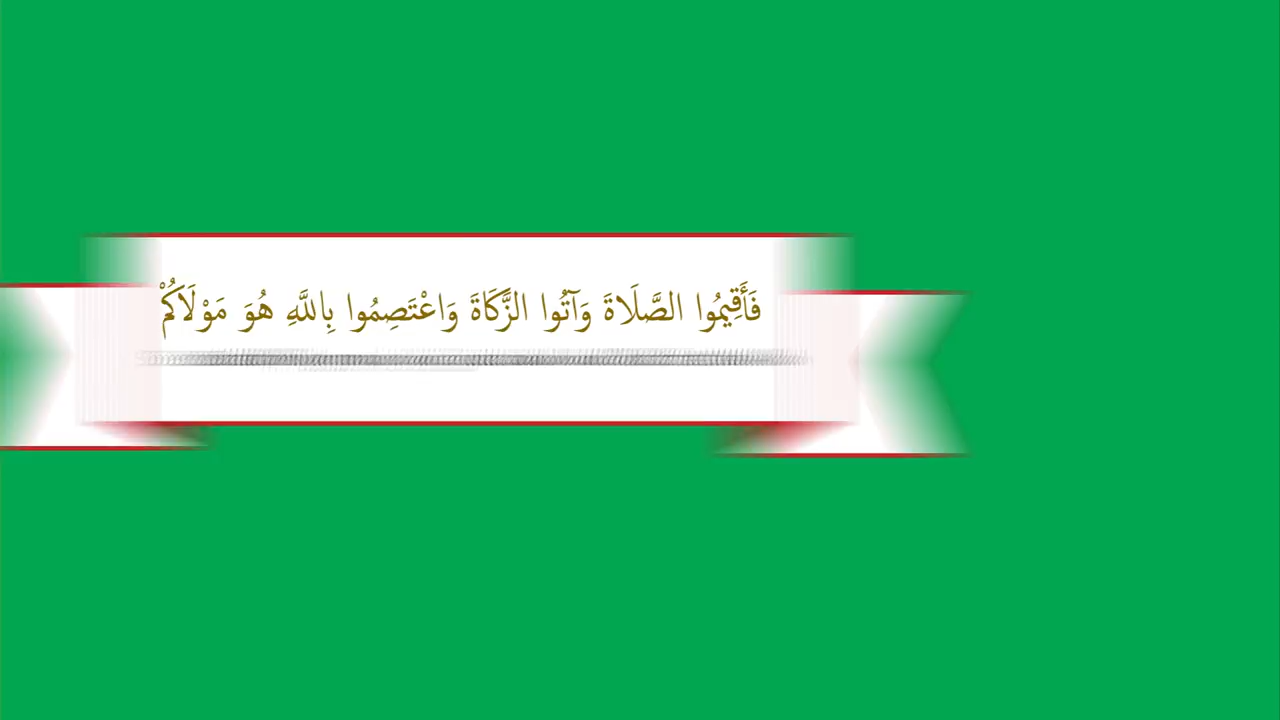 فَأَقِيمُوا الصَّلَاةَ وَآتُوا الزَّكَاةَ وَاعْتَصِمُوا بِاللَّهِ هُوَ مَوْلَاكُمْ